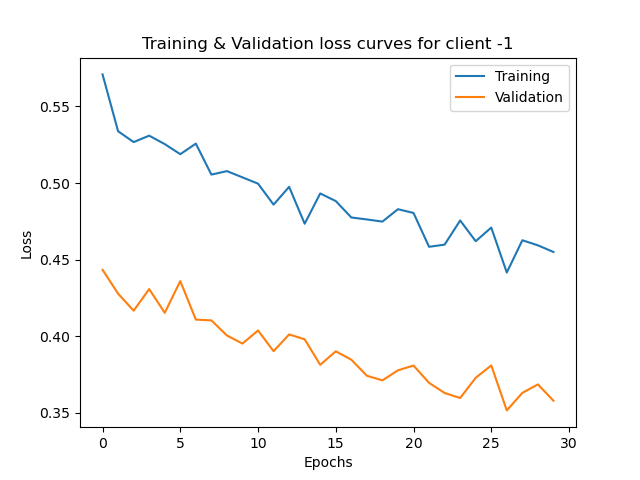 Training & Validation loss curves for client -1
Training
Validation
0.55
0.50
0.45
0.40
0.35
Loss
0 5 10 15 20 25 30
Epochs